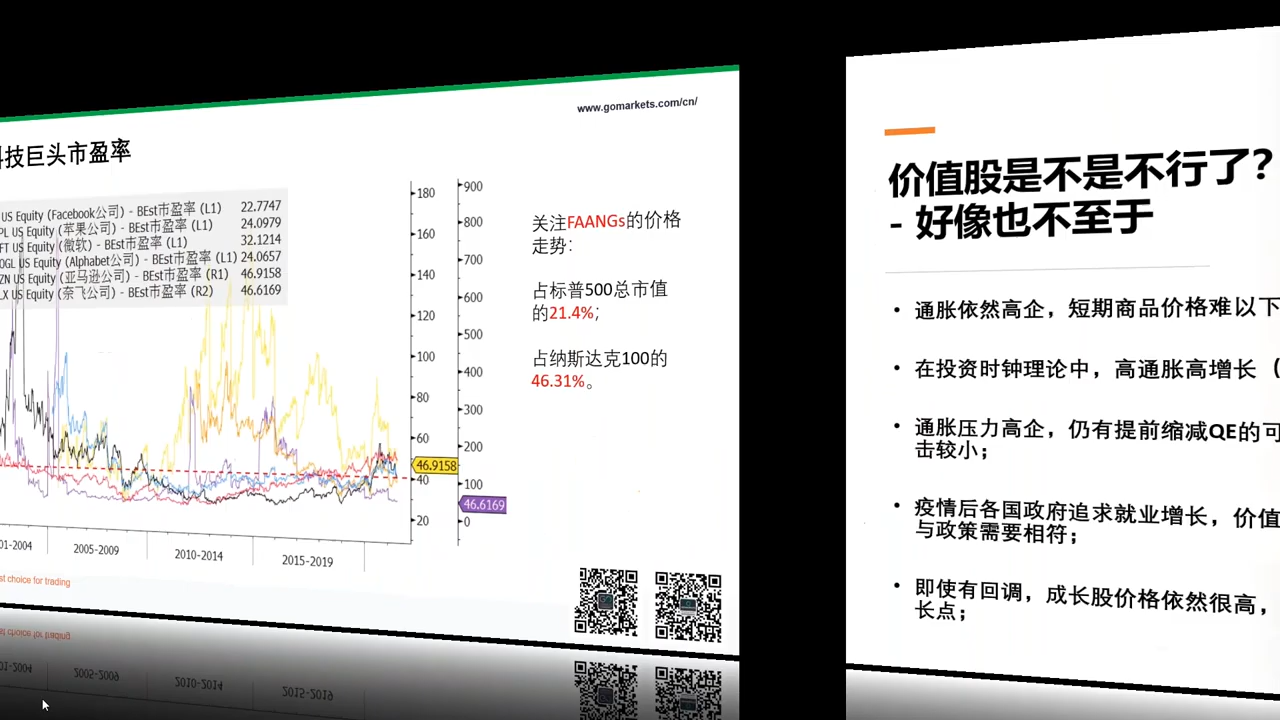 www.gomarkets.com/cn/
技巨头市盈率
US Equity (Facebook公司) - BEst市盈率 (L1) 22.7747
PL US Equity (苹果公司) - BEst市盈率 (L1) 24.0979
FT US Equity (微软) - BEst市盈率 (L1) 32.1214
OGL US Equity (Alphabet公司) - BEst市盈率 (L1) 24.0657
ZN US Equity (亚马逊公司) - BEst市盈率 (R1) 46.9158
LX US Equity (奈飞公司) - BEst市盈率 (R2) 46.6169
180
160
140
120
100
80
60
46.9158
40
20
900
800
700
600
500
400
300
200
100
46.6169
0
01-2004
2005-2009
2010-2014
2015-2019
关注FAANGs的价格
走势：
占标普500总市值
的21.4%；
占纳斯达克100的
46.31%。
st choice for trading
价值股是不是不行了？
- 好像也不至于
• 通胀依然高企，短期商品价格难以下
• 在投资时钟理论中，高通胀高增长（
• 通胀压力高企，仍有提前缩减QE的可
击较小；
• 疫情后各国政府追求就业增长，价值
与政策需要相符；
• 即使有回调，成长股价格依然很高，
长点；